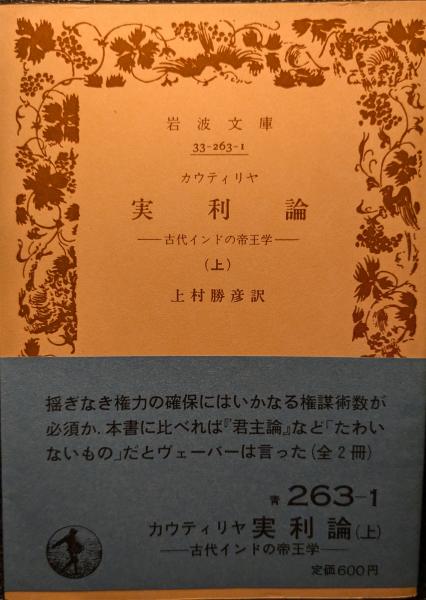 岩波文庫
33-263-1
カウティリヤ
実利論
──古代インドの帝王学──
(上)
上村勝彦訳
揺ぎなき権力の確保にはいかなる権謀術数が
必須か.本書に比べれば『君主論』など「たわい
ないもの」だとヴェーバーは言った(全2冊)
青 263-1
カウティリヤ 実利論(上)
──古代インドの帝王学──
定価600円